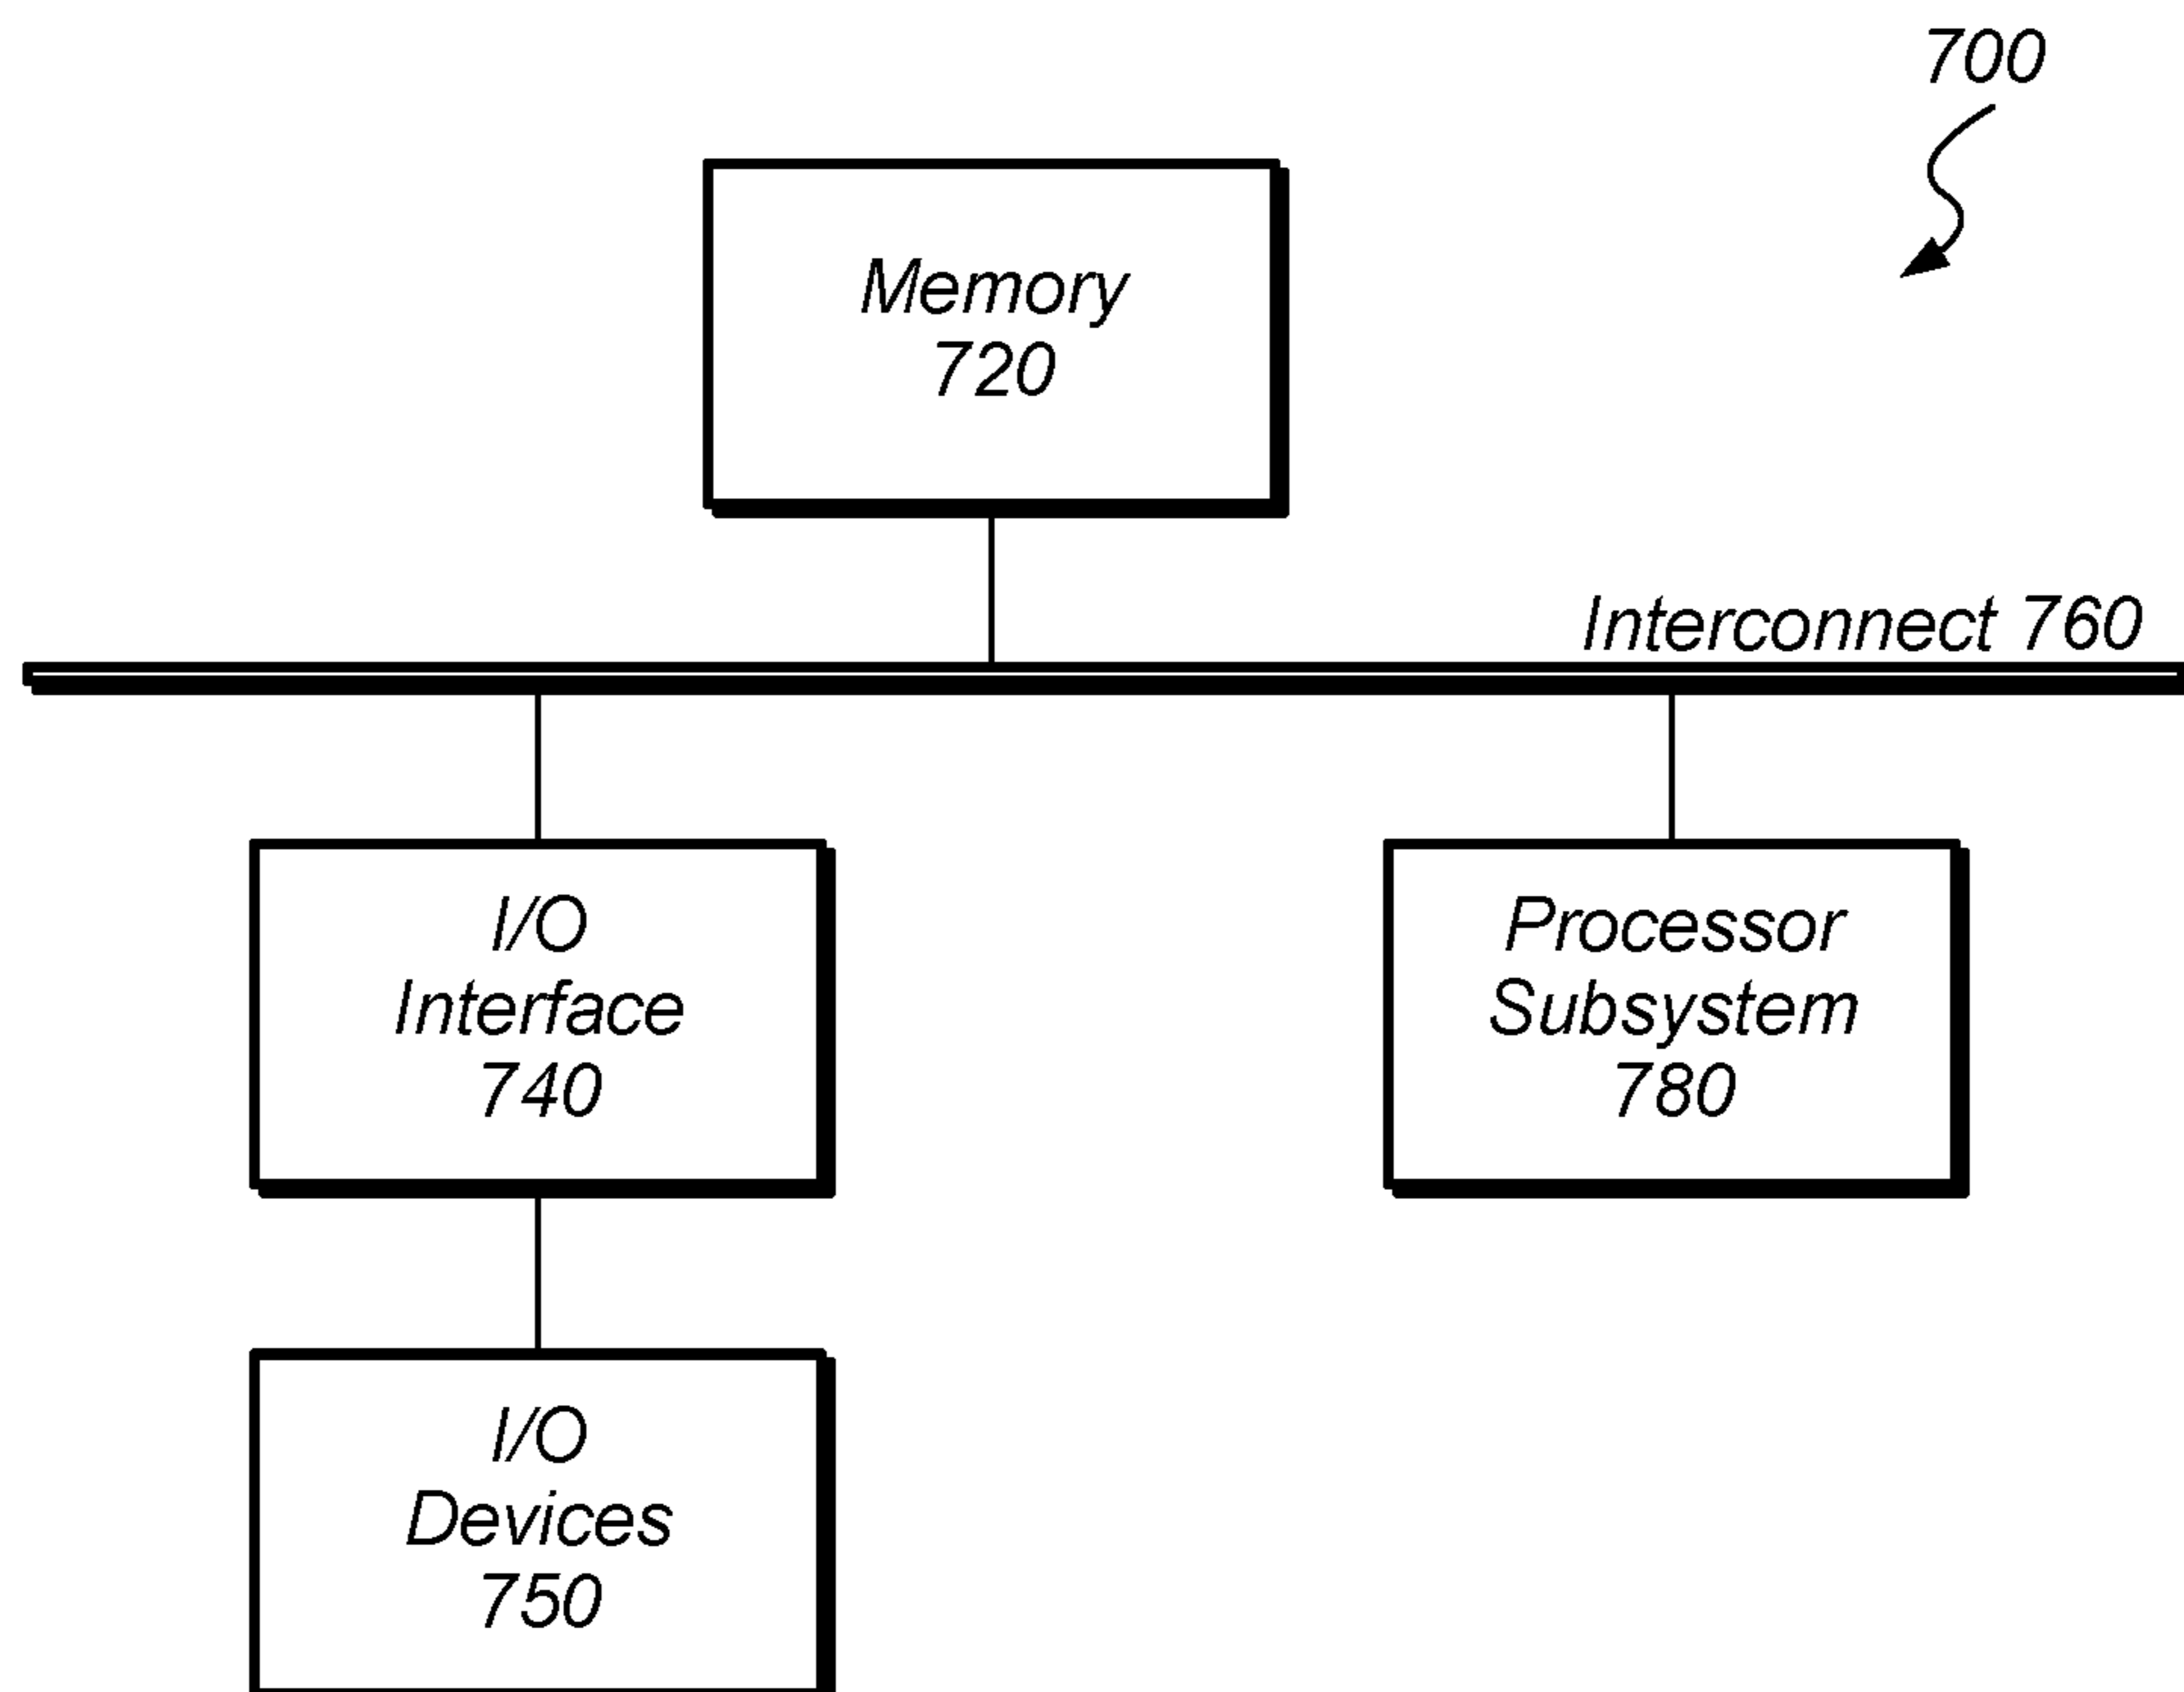 700
Memory
720
Interconnect 760
I/O
Interface
740
Processor
Subsystem
780
I/O
Devices
750